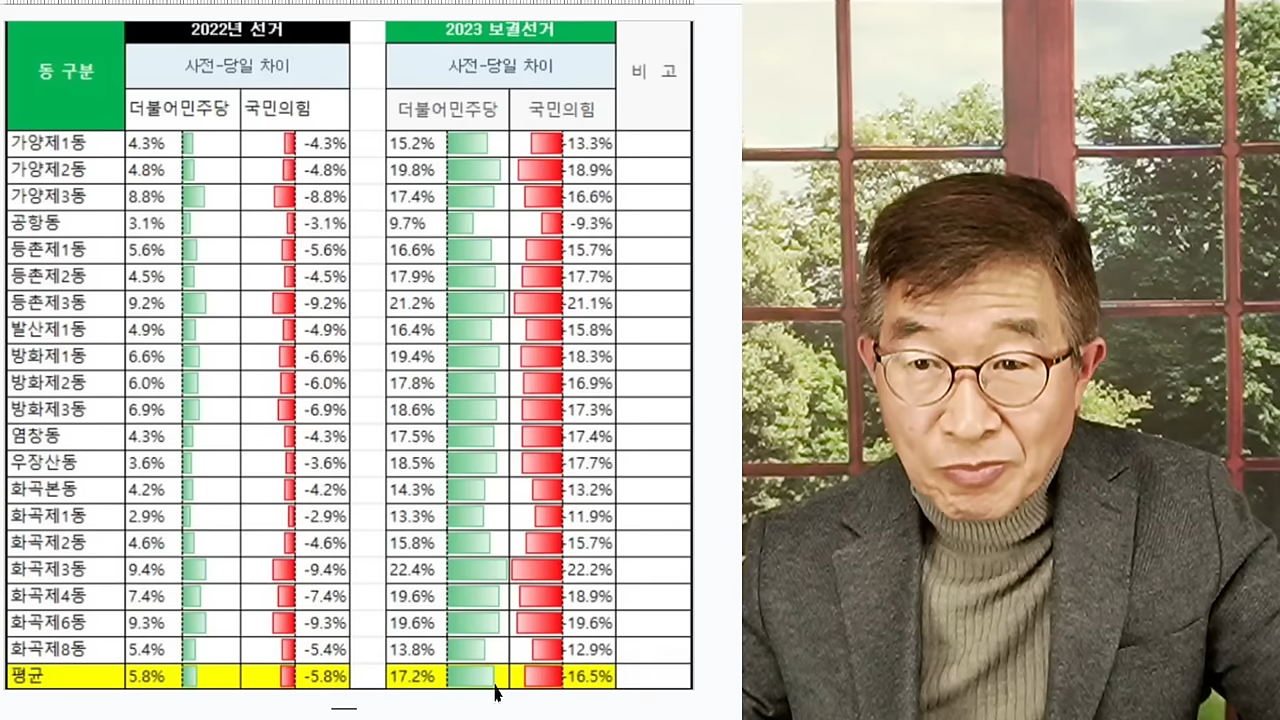 2022년 선거 2023 보궐선거
동 구분 사전-당일 차이 사전-당일 차이 비 고
더불어민주당 국민의힘 더불어민주당 국민의힘
가양제1동 4.3% -4.3% 15.2% -13.3%
가양제2동 4.8% -4.8% 19.8% -18.9%
가양제3동 8.8% -8.8% 17.4% -16.6%
공항동 3.1% -3.1% 9.7% -9.3%
등촌제1동 5.6% -5.6% 16.6% -15.7%
등촌제2동 4.5% -4.5% 17.9% -17.7%
등촌제3동 9.2% -9.2% 21.2% -21.1%
발산제1동 4.9% -4.9% 16.4% -15.8%
방화제1동 6.6% -6.6% 19.4% -18.3%
방화제2동 6.0% -6.0% 17.8% -16.9%
방화제3동 6.9% -6.9% 18.6% -17.3%
염창동 4.3% -4.3% 17.5% -17.4%
우장산동 3.6% -3.6% 18.5% -17.7%
화곡본동 4.2% -4.2% 14.3% -13.2%
화곡제1동 2.9% -2.9% 13.3% -11.9%
화곡제2동 4.6% -4.6% 15.8% -15.7%
화곡제3동 9.4% -9.4% 22.4% -22.2%
화곡제4동 7.4% -7.4% 19.6% -18.9%
화곡제6동 9.3% -9.3% 19.6% -19.6%
화곡제8동 5.4% -5.4% 13.8% -12.9%
평균 5.8% -5.8% 17.2% -16.5%